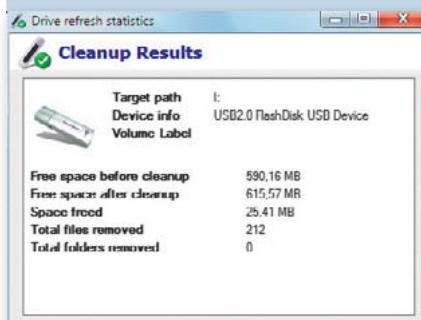 Drive refresh statistics
Cleanup Results
Target path I:
Device info USB2.0 FlashDisk USB Device
Volume Label
Free space before cleanup 590,16 MB
Free space after cleanup 615,57 MB
Space freed 25,41 MB
Total files removed 212
Total folders removed 0